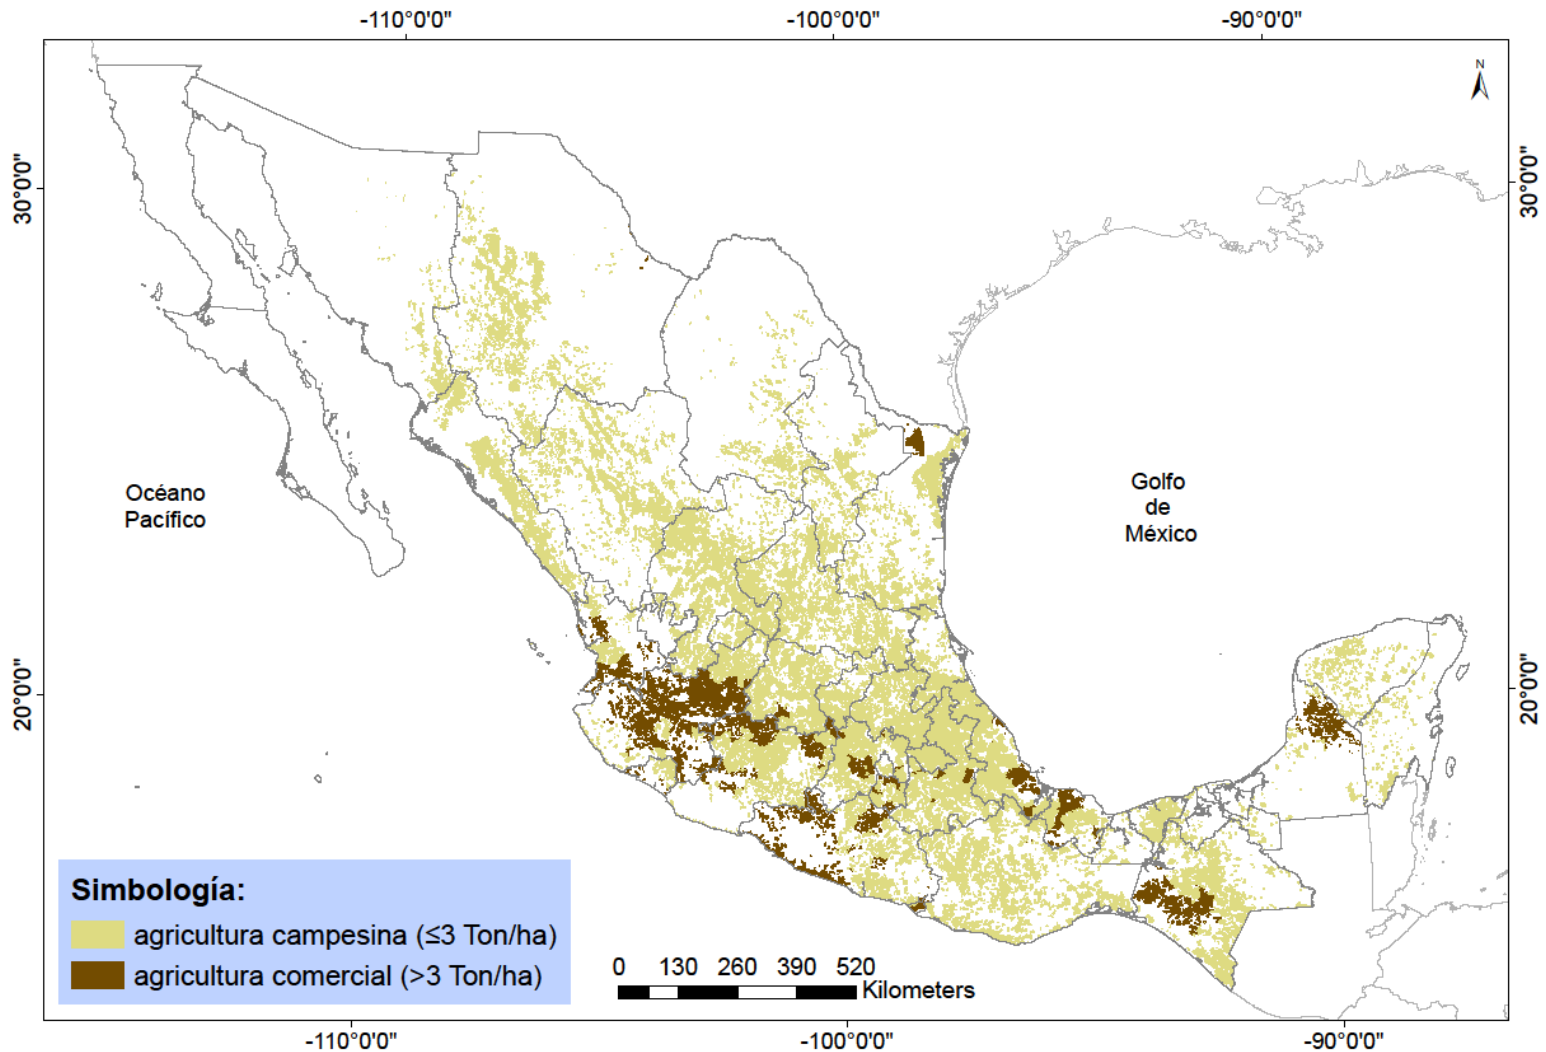 -110°0'0" -100°0'0" -90°0'0"
N
30°0'0" 30°0'0"
Océano
Pacífico
Golfo
de
México
20°0'0" 20°0'0"
Simbología:
agricultura campesina (≤3 Ton/ha)
agricultura comercial (>3 Ton/ha)
0 130 260 390 520
Kilometers
-110°0'0" -100°0'0" -90°0'0"